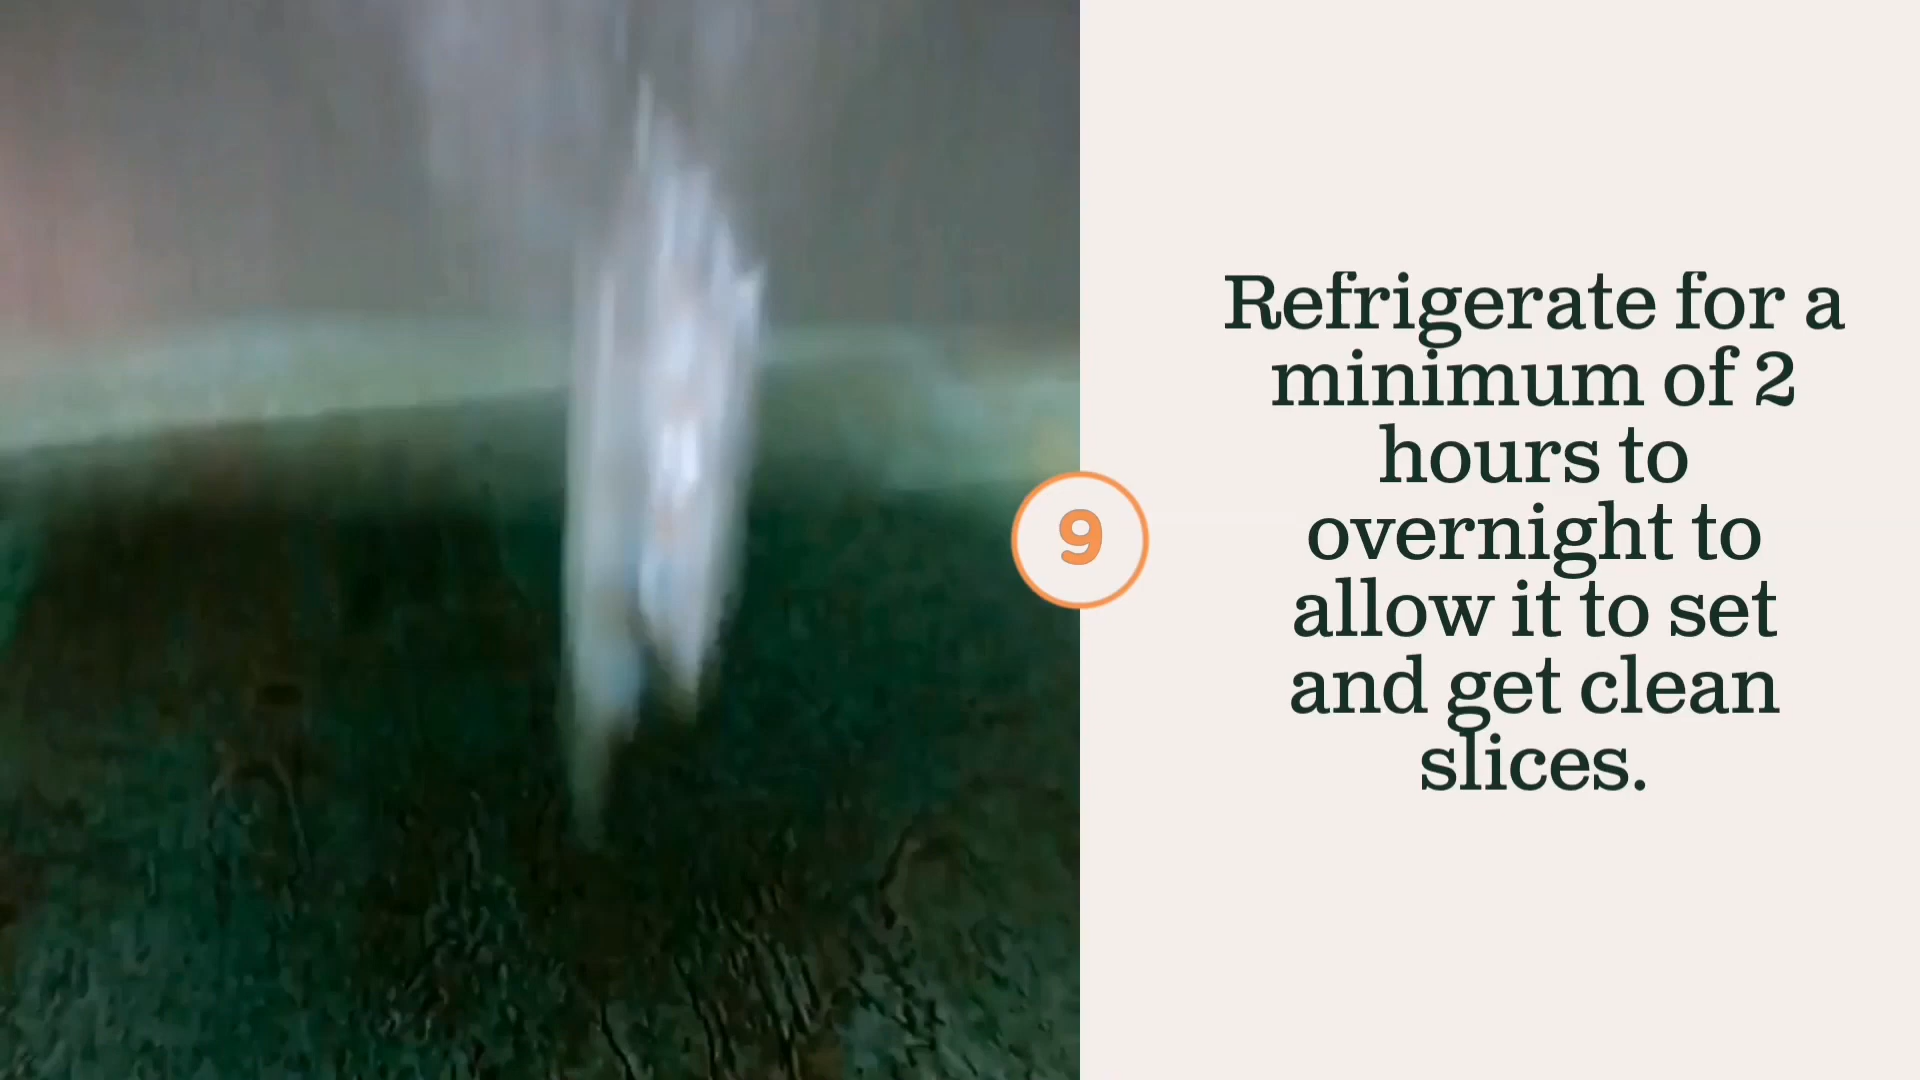 9
Refrigerate for a
minimum of 2
hours to
overnight to
allow it to set
and get clean
slices.